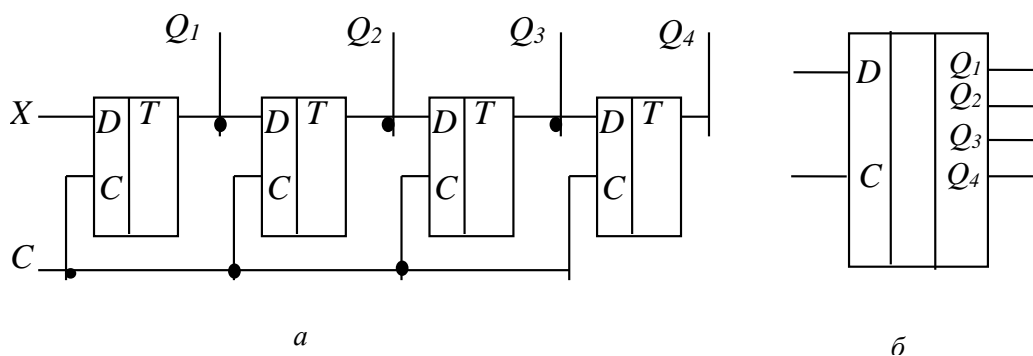 Q1 Q2 Q3 Q4
X D T D T D T D T
C C C C
C
a
D Q1
Q2
Q3
C Q4
б